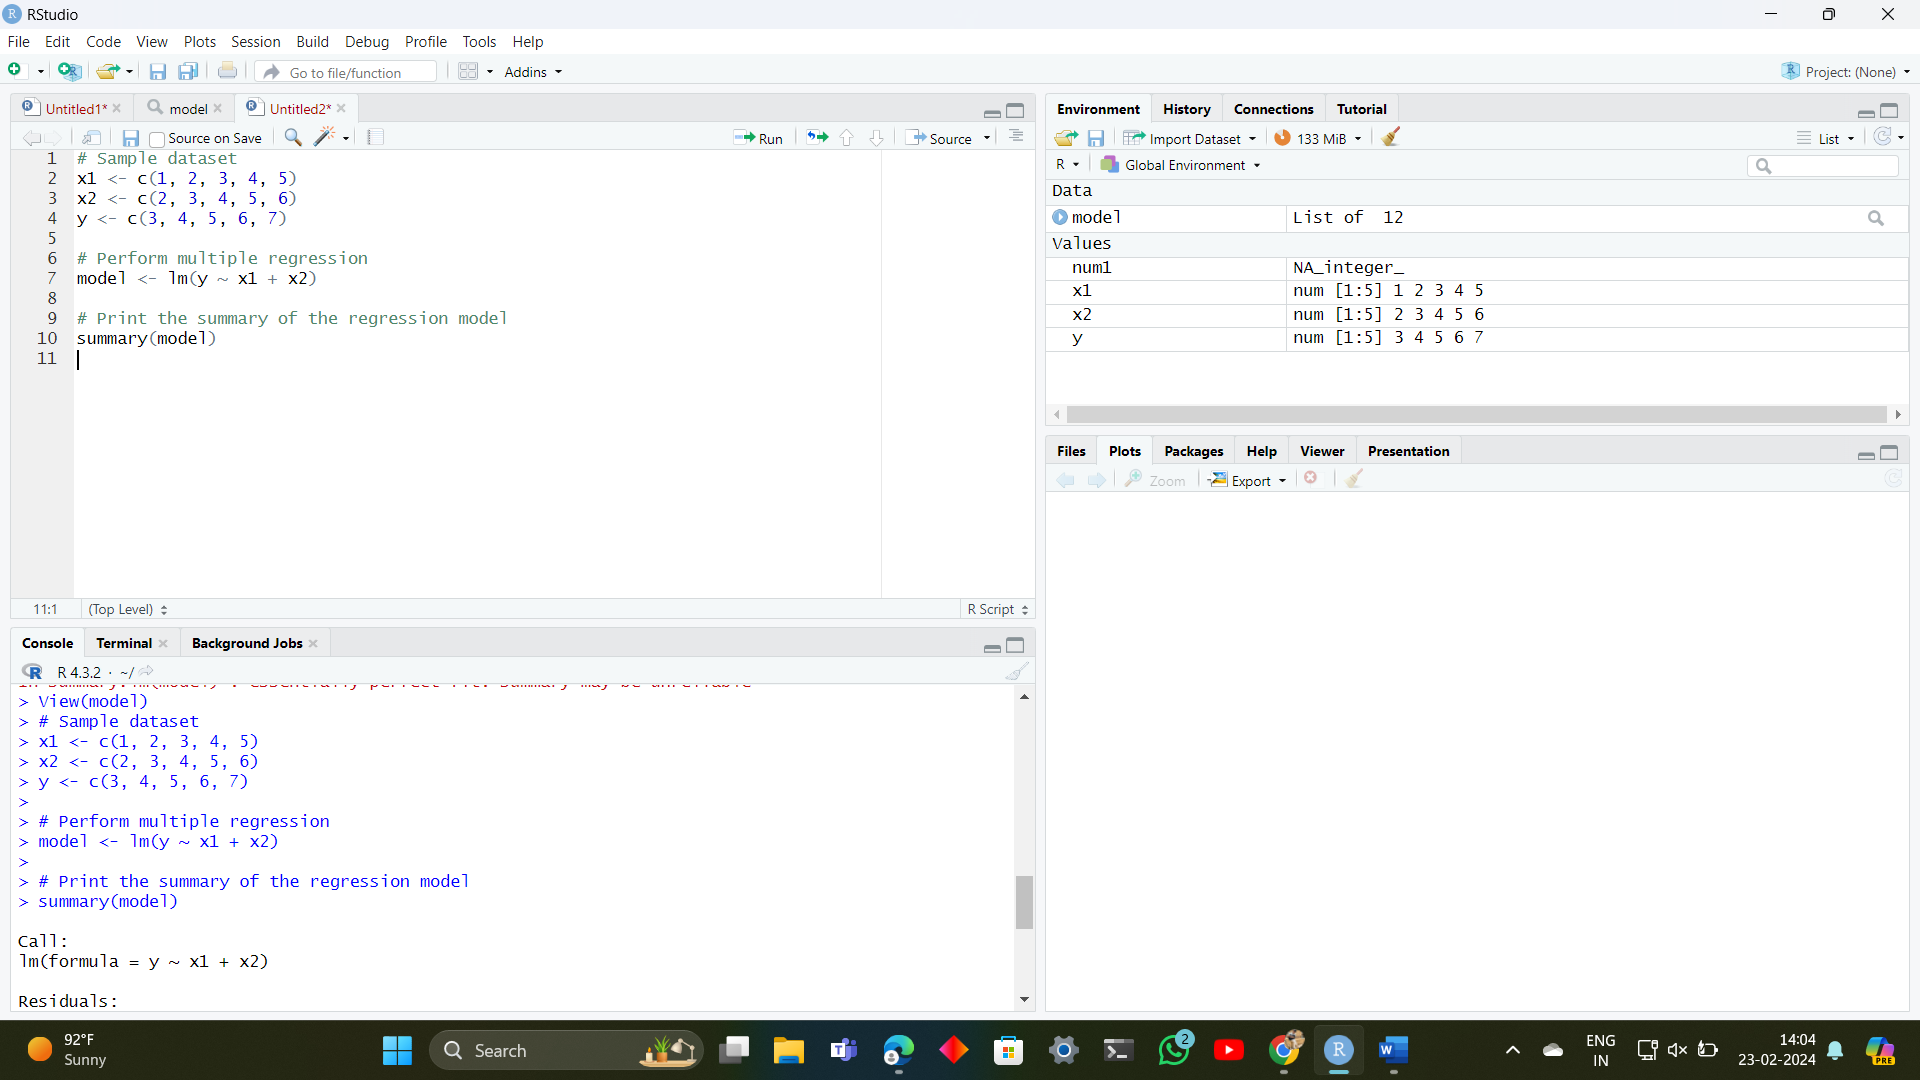 RStudio
File Edit Code View Plots Session Build Debug Profile Tools Help
Go to file/function Addins Project: (None)
Untitled1* model Untitled2*
Source on Save Run Source
1 # Sample dataset
2 x1 <- c(1, 2, 3, 4, 5)
3 x2 <- c(2, 3, 4, 5, 6)
4 y <- c(3, 4, 5, 6, 7)
5
6 # Perform multiple regression
7 model <- lm(y ~ x1 + x2)
8
9 # Print the summary of the regression model
10 summary(model)
11
11:1 (Top Level) R Script
Console Terminal Background Jobs
R 4.3.2 · ~/
> View(model)
> # Sample dataset
> x1 <- c(1, 2, 3, 4, 5)
> x2 <- c(2, 3, 4, 5, 6)
> y <- c(3, 4, 5, 6, 7)
>
> # Perform multiple regression
> model <- lm(y ~ x1 + x2)
>
> # Print the summary of the regression model
> summary(model)
Call:
lm(formula = y ~ x1 + x2)
Residuals:
Environment History Connections Tutorial
Import Dataset 133 MiB List
R Global Environment
Data
model List of 12
Values
num1 NA_integer_
x1 num [1:5] 1 2 3 4 5
x2 num [1:5] 2 3 4 5 6
y num [1:5] 3 4 5 6 7
Files Plots Packages Help Viewer Presentation
Zoom Export
92°F
Sunny
Search
2
ENG
IN
14:04
23-02-2024
PRE